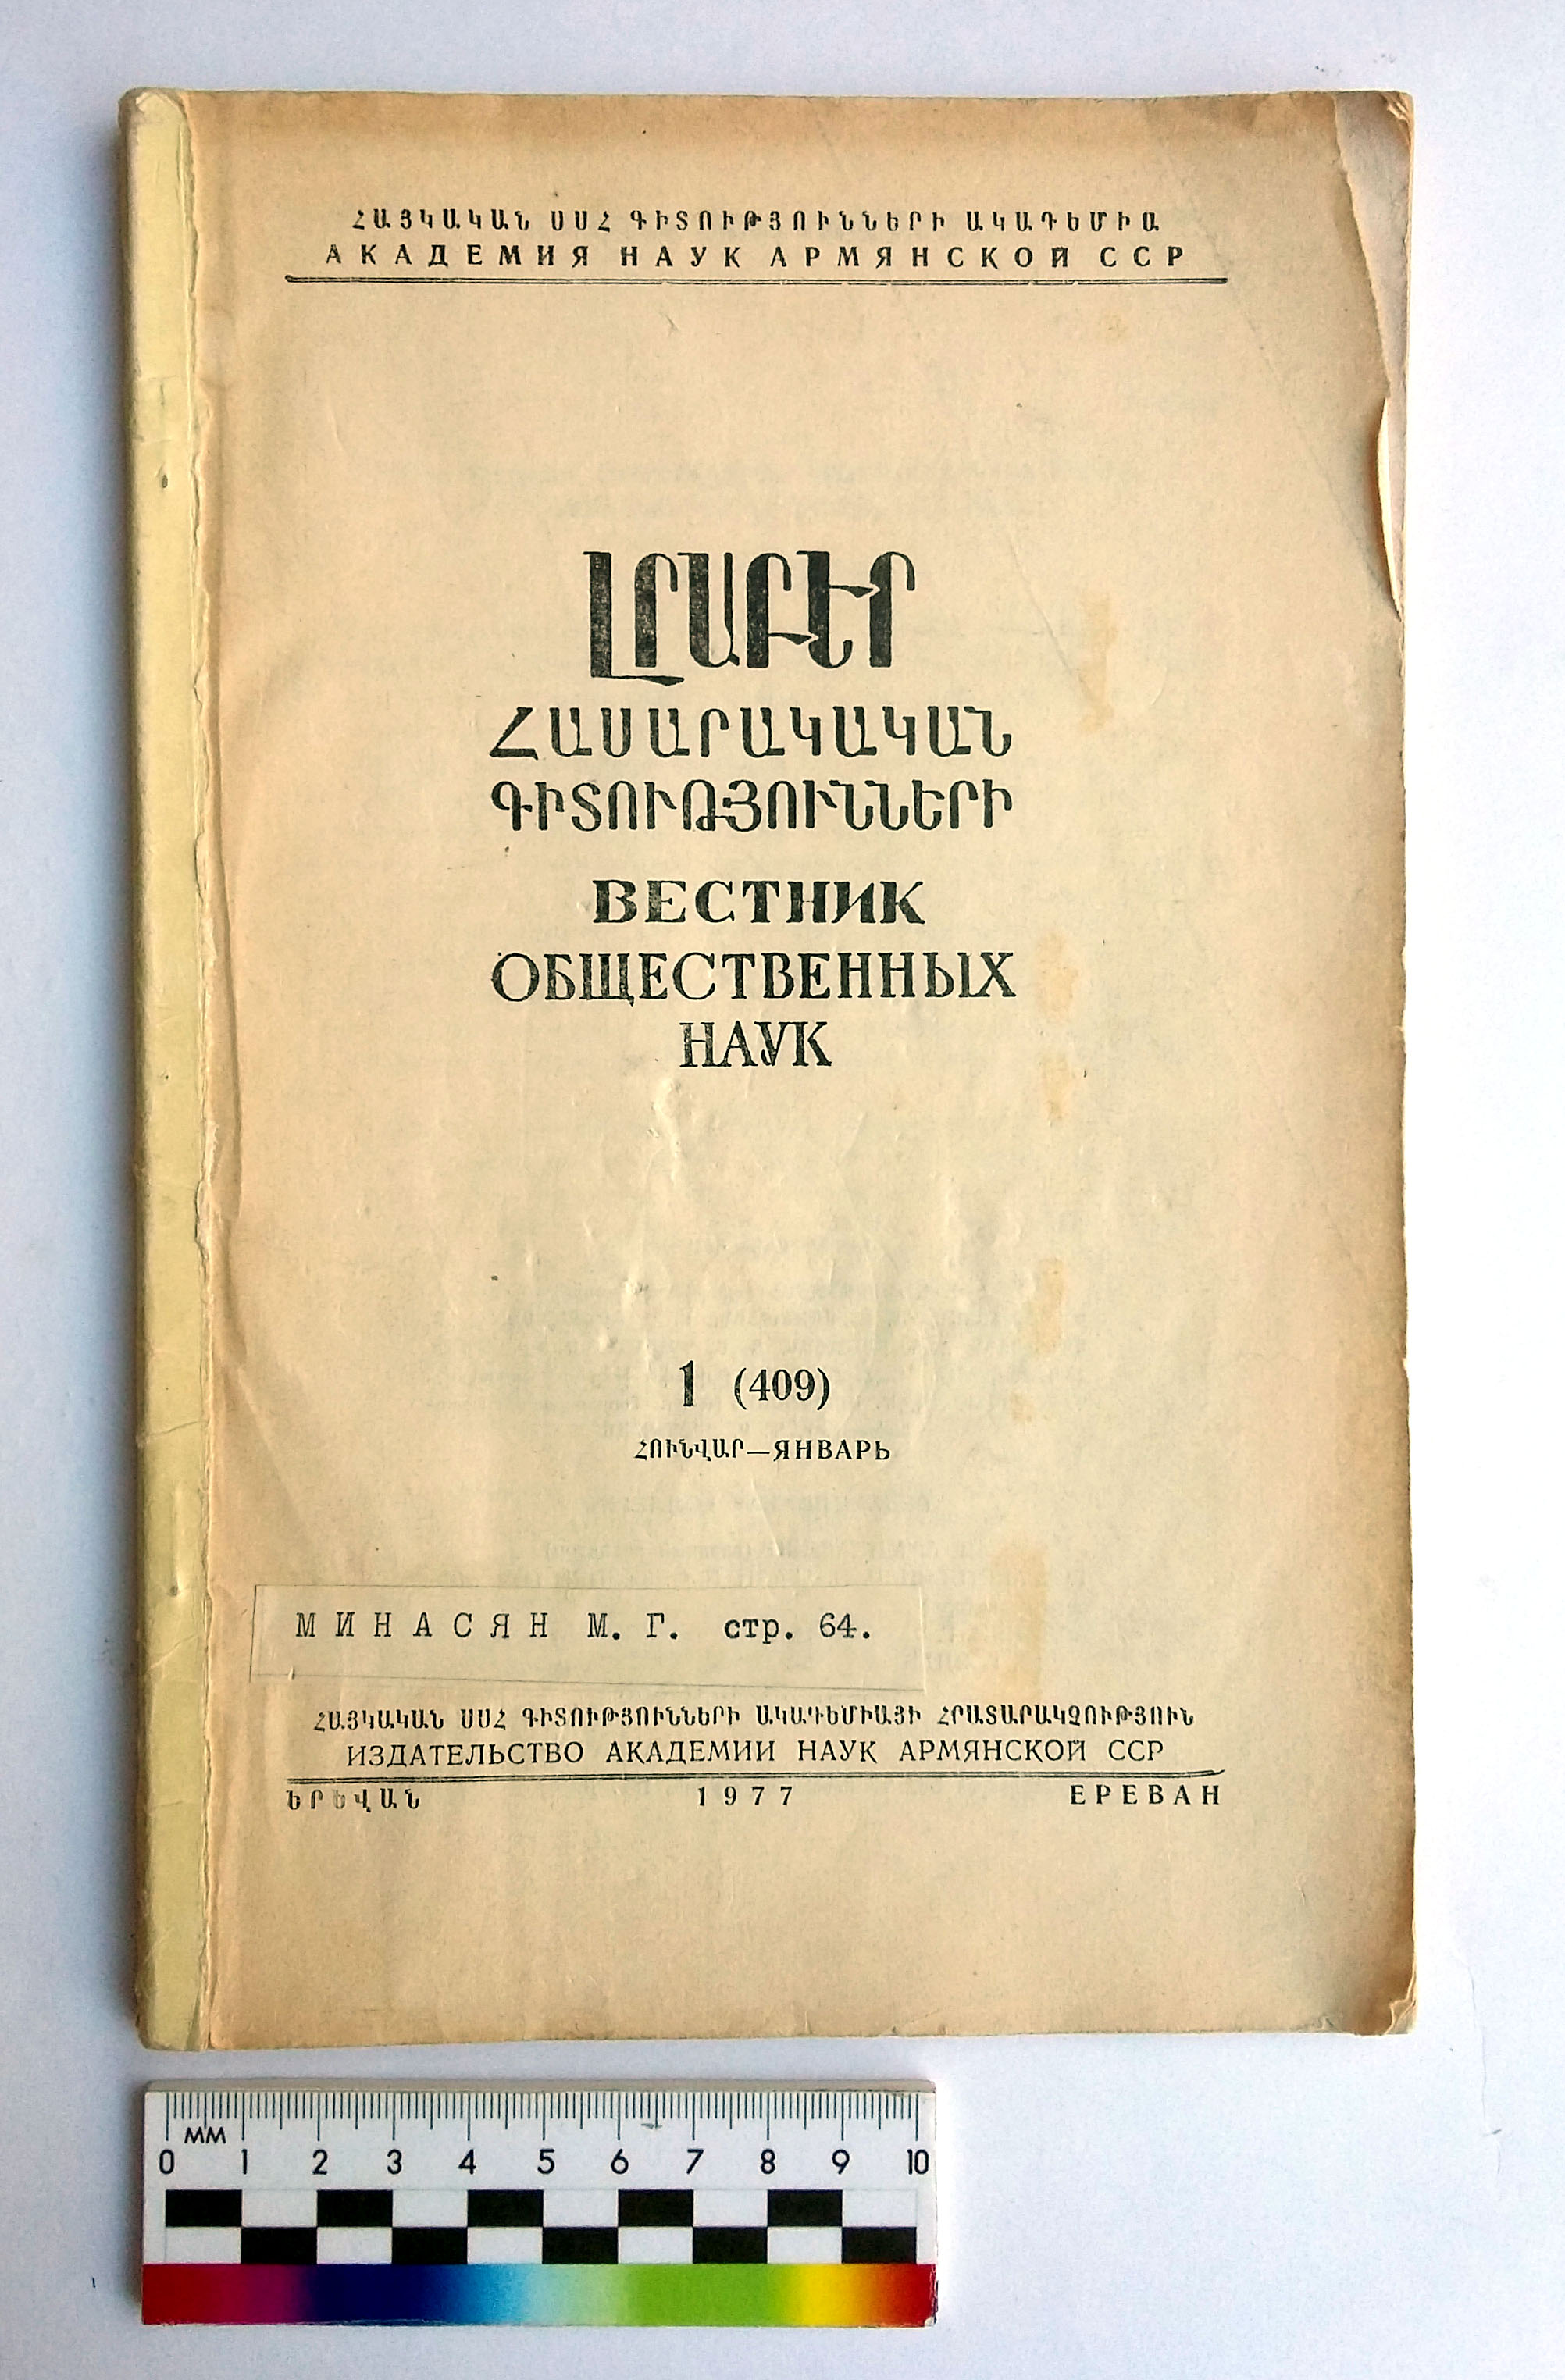 ՀԱՅԿԱԿԱՆ ՍՍՀ ԳԻՏՈՒԹՅՈՒՆՆԵՐԻ ԱԿԱԴԵՄԻԱ
АКАДЕМИЯ НАУК АРМЯНСКОЙ ССР
ԼՐԱԲԵՐ
ՀԱՍԱՐԱԿԱԿԱՆ
ԳԻՏՈՒԹՅՈՒՆՆԵՐԻ
ВЕСТНИК
ОБЩЕСТВЕННЫХ
НАУК
1 (409)
ՀՈՒՆՎԱՐ—ЯНВАРЬ
МИНАСЯН М. Г. стр. 64.
ՀԱՅԿԱԿԱՆ ՍՍՀ ԳԻՏՈՒԹՅՈՒՆՆԵՐԻ ԱԿԱԴԵՄԻԱՅԻ ՀՐԱՏԱՐԱԿՉՈՒԹՅՈՒՆ
ИЗДАТЕЛЬСТВО АКАДЕМИИ НАУК АРМЯНСКОЙ ССР
ԵՐԵՎԱՆ 1977 ЕРЕВАН
MM
0 1 2 3 4 5 6 7 8 9 10